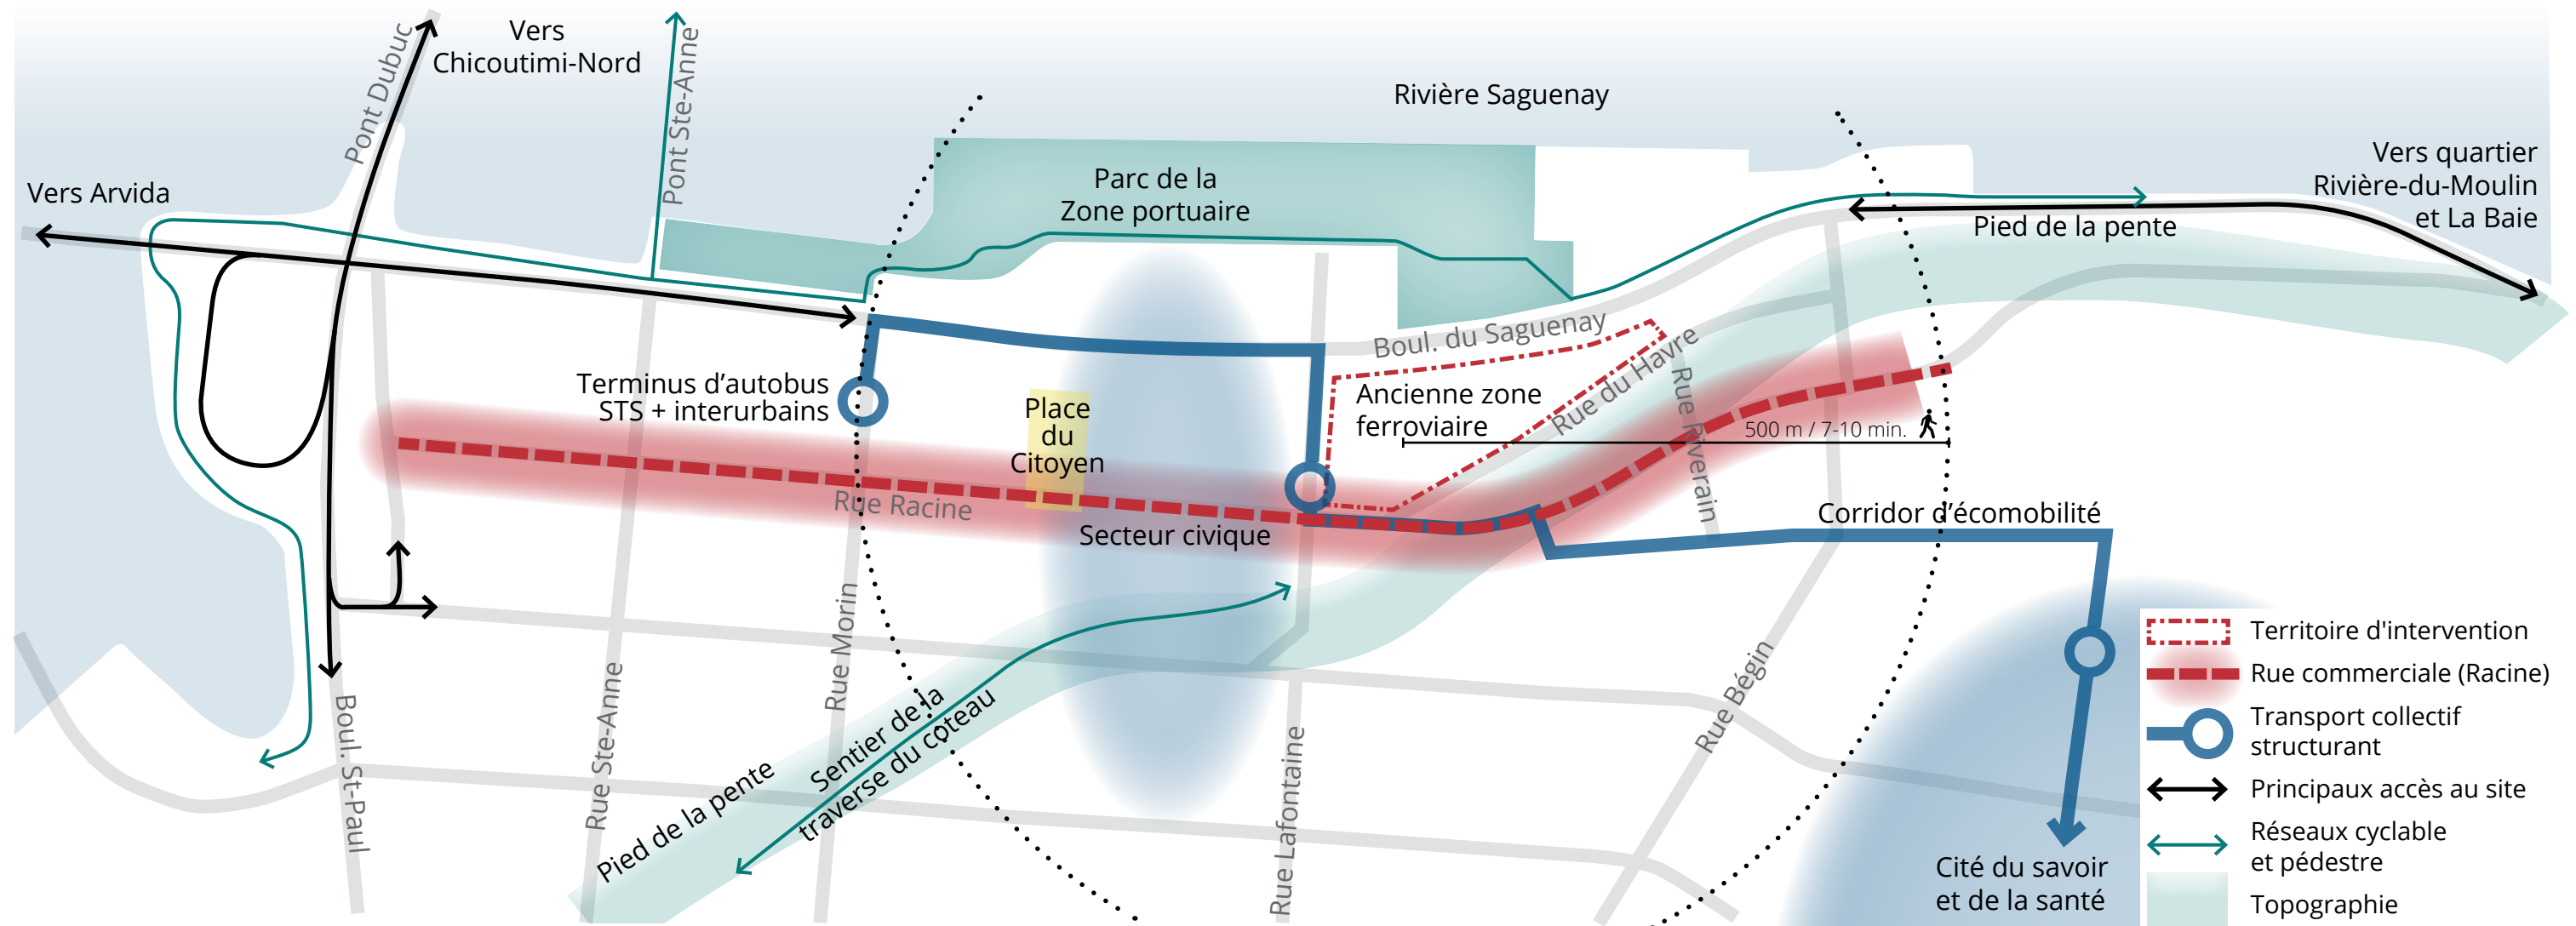 Vers
Chicoutimi-Nord
Pont Dubuc
Pont Ste-Anne
Rivière Saguenay
Vers Arvida
Parc de la
Zone portuaire
Vers quartier
Rivière-du-Moulin
et La Baie
Pied de la pente
Boul. du Saguenay
Rue du Havre
Rue Riverain
Terminus d’autobus
STS + interurbains
Place
du
Citoyen
Ancienne zone
ferroviaire
500 m / 7-10 min.
Rue Racine
Secteur civique
Corridor d’écomobilité
Rue Morin
Rue Ste-Anne
Boul. St-Paul
Sentier de la
traverse du coteau
Pied de la pente
Rue Lafontaine
Rue Bégin
Cité du savoir
et de la santé
Territoire d'intervention
Rue commerciale (Racine)
Transport collectif
structurant
Principaux accès au site
Réseaux cyclable
et pédestre
Topographie